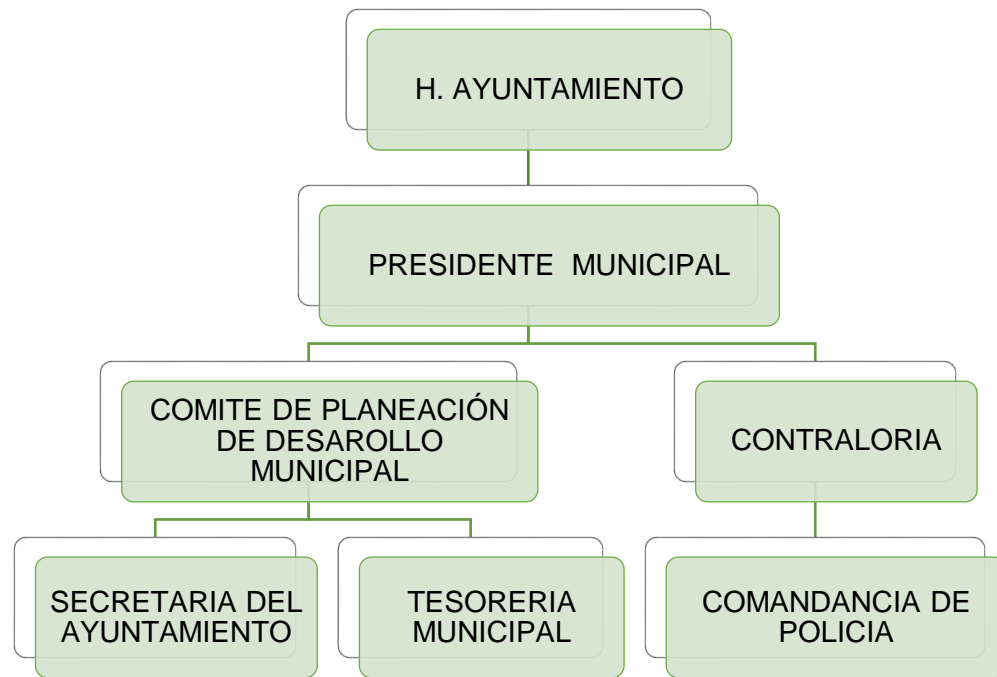 H. AYUNTAMIENTO
PRESIDENTE MUNICIPAL
COMITE DE PLANEACIÓN
DE DESAROLLO
MUNICIPAL
CONTRALORIA
SECRETARIA DEL
AYUNTAMIENTO
TESORERIA
MUNICIPAL
COMANDANCIA DE
POLICIA